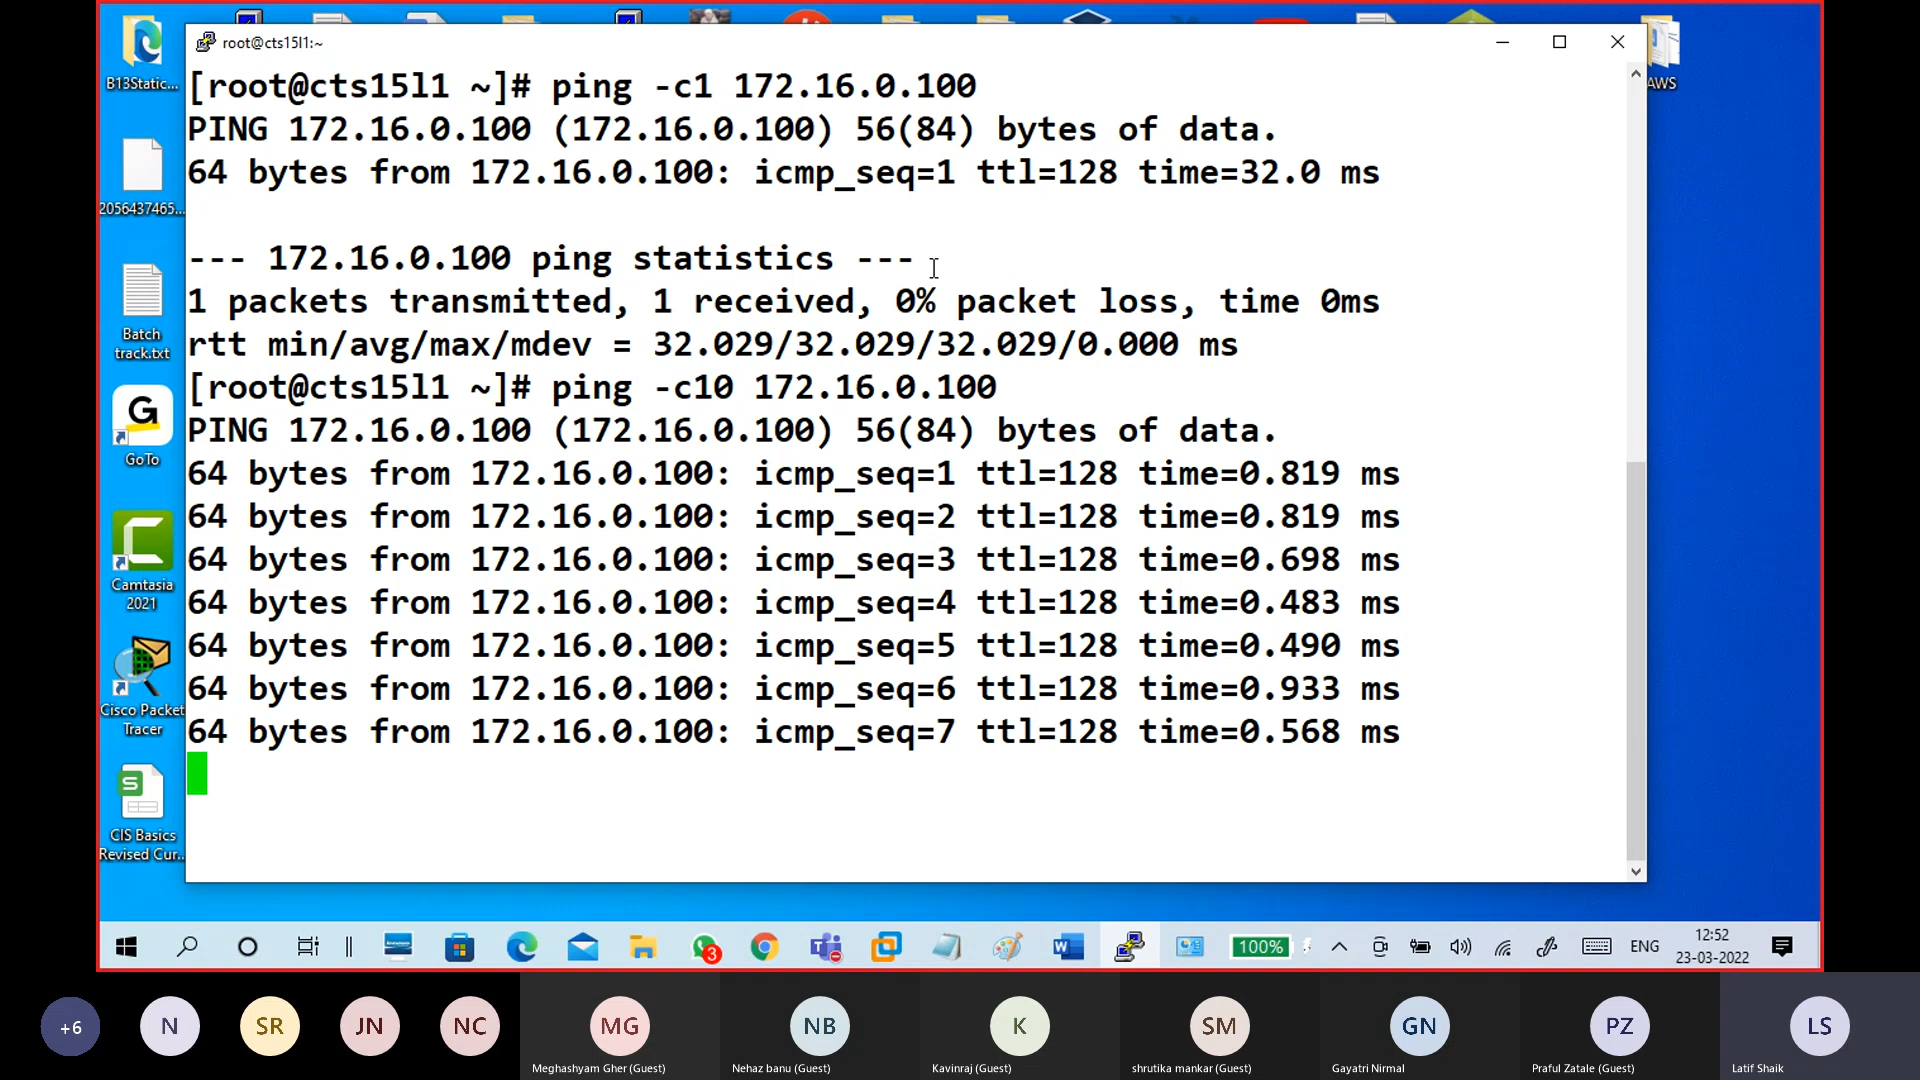 root@cts15l1:~
[root@cts15l1 ~]# ping -c1 172.16.0.100
PING 172.16.0.100 (172.16.0.100) 56(84) bytes of data.
64 bytes from 172.16.0.100: icmp_seq=1 ttl=128 time=32.0 ms
--- 172.16.0.100 ping statistics ---
1 packets transmitted, 1 received, 0% packet loss, time 0ms
rtt min/avg/max/mdev = 32.029/32.029/32.029/0.000 ms
[root@cts15l1 ~]# ping -c10 172.16.0.100
PING 172.16.0.100 (172.16.0.100) 56(84) bytes of data.
64 bytes from 172.16.0.100: icmp_seq=1 ttl=128 time=0.819 ms
64 bytes from 172.16.0.100: icmp_seq=2 ttl=128 time=0.819 ms
64 bytes from 172.16.0.100: icmp_seq=3 ttl=128 time=0.698 ms
64 bytes from 172.16.0.100: icmp_seq=4 ttl=128 time=0.483 ms
64 bytes from 172.16.0.100: icmp_seq=5 ttl=128 time=0.490 ms
64 bytes from 172.16.0.100: icmp_seq=6 ttl=128 time=0.933 ms
64 bytes from 172.16.0.100: icmp_seq=7 ttl=128 time=0.568 ms
B13Static...
2056437465...
Batch
track.txt
G
GoTo
Camtasia
2021
Cisco Packet
Tracer
S
CIS Basics
Revised Cur...
AWS
3
100%
ENG
12:52
23-03-2022
+6
N
SR
JN
NC
MG
Meghashyam Gher (Guest)
NB
Nehaz banu (Guest)
K
Kavinraj (Guest)
SM
shrutika mankar (Guest)
GN
Gayatri Nirmal
PZ
Praful Zatale (Guest)
LS
Latif Shaik